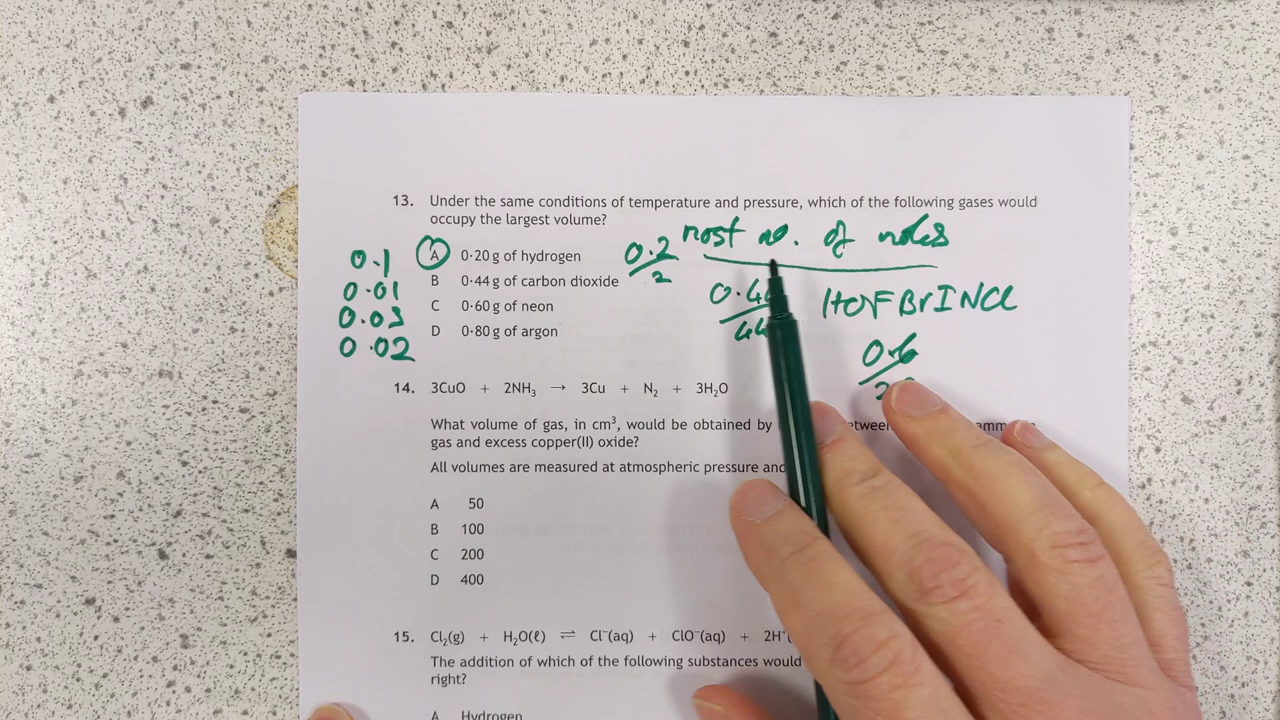 13. Under the same conditions of temperature and pressure, which of the following gases would
occupy the largest volume?
most no. of moles
0.1 A 0·20 g of hydrogen 0.2/2
0.01 B 0·44 g of carbon dioxide HOFBrINCl
0.03 C 0·60 g of neon
0.02 D 0·80 g of argon
0.6
14. 3CuO + 2NH₃ → 3Cu + N₂ + 3H₂O
What volume of gas, in cm³, would be obtained by
gas and excess copper(II) oxide?
All volumes are measured at atmospheric pressure and
A 50
B 100
C 200
D 400
15. Cl₂(g) + H₂O(ℓ) ⇌ Cl⁻(aq) + ClO⁻(aq) + 2H⁺
The addition of which of the following substances would
right?
A Hydrogen